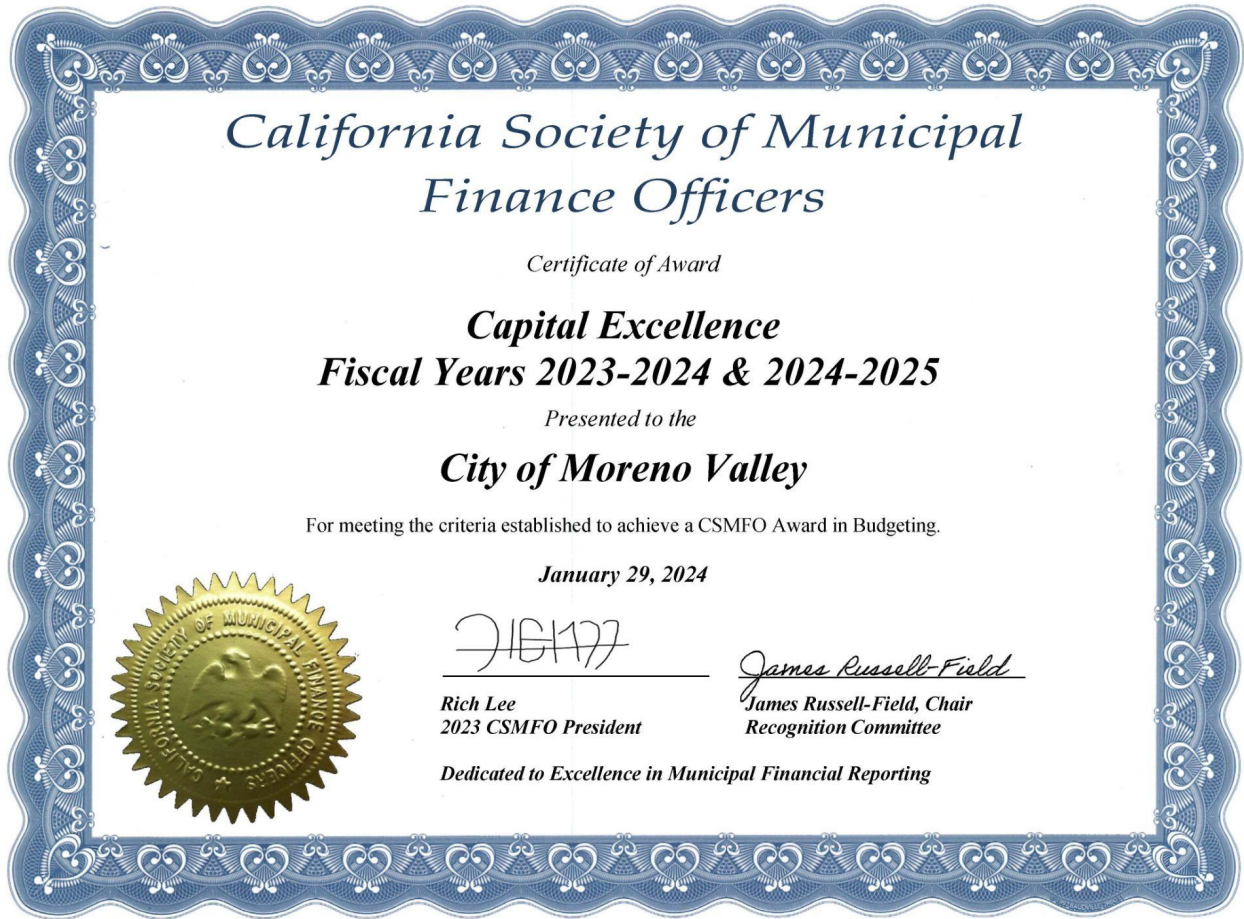 California Society of Municipal
Finance Officers
Certificate of Award
Capital Excellence
Fiscal Years 2023-2024 & 2024-2025
Presented to the
City of Moreno Valley
For meeting the criteria established to achieve a CSMFO Award in Budgeting.
January 29, 2024
CALIFORNIA SOCIETY OF MUNICIPAL FINANCE OFFICERS
James Russell-Field
Rich Lee
2023 CSMFO President
James Russell-Field, Chair
Recognition Committee
Dedicated to Excellence in Municipal Financial Reporting